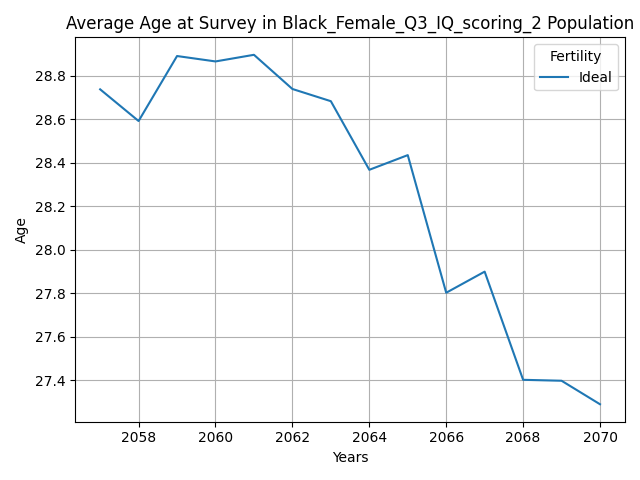 Average Age at Survey in Black_Female_Q3_IQ_scoring_2 Population
Fertility
Ideal
28.8
28.6
28.4
28.2
28.0
27.8
27.6
27.4
Age
2058 2060 2062 2064 2066 2068 2070
Years